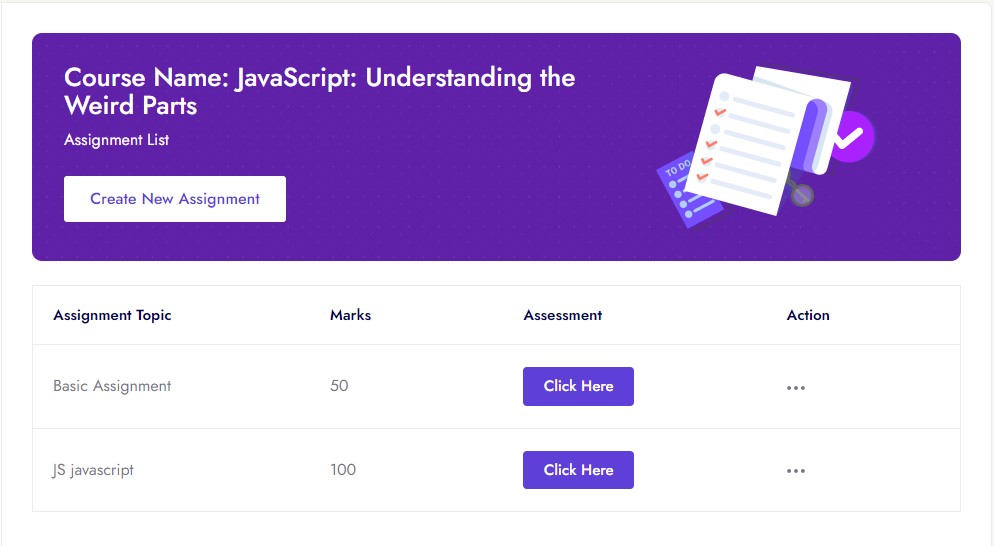 Course Name: JavaScript: Understanding the
Weird Parts
Assignment List
TO DO
Create New Assignment
Assignment Topic Marks Assessment Action
Basic Assignment 50 Click Here
JS javascript 100 Click Here